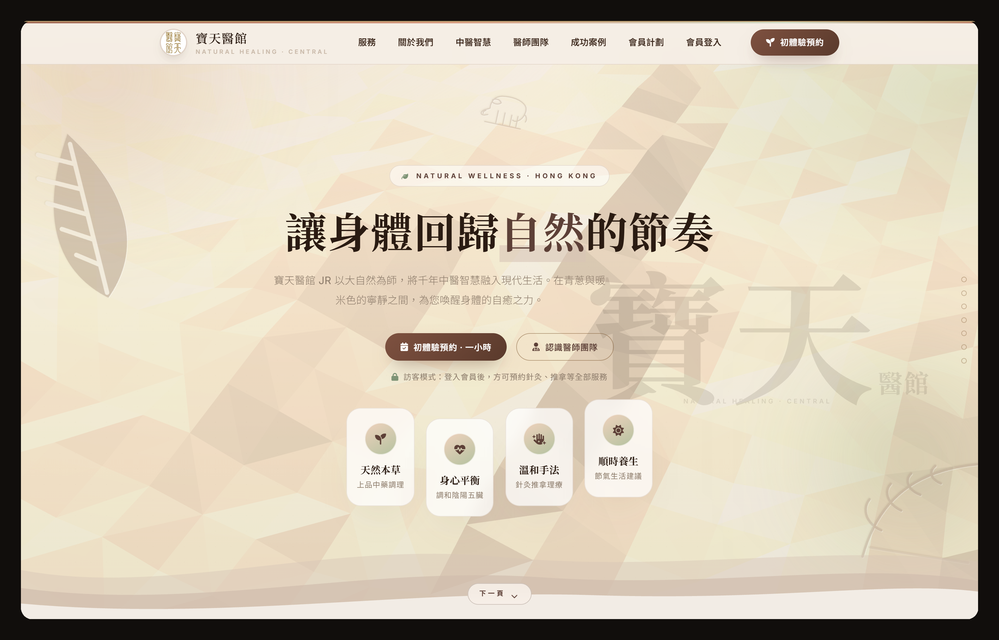 寶天醫館
寶天醫館
NATURAL HEALING · CENTRAL
服務
關於我們
中醫智慧
醫師團隊
成功案例
會員計劃
會員登入
初體驗預約
NATURAL WELLNESS · HONG KONG
讓身體回歸自然的節奏
寶天醫館 JR 以大自然為師，將千年中醫智慧融入現代生活。在青蔥與暖
米色的寧靜之間，為您喚醒身體的自癒之力。
寶天醫館
初體驗預約 · 一小時
認識醫師團隊
訪客模式：登入會員後，方可預約針灸、推拿等全部服務
NATURAL HEALING · CENTRAL
天然本草
上品中藥調理
身心平衡
調和陰陽五臟
溫和手法
針灸推拿理療
順時養生
節氣生活建議
下一頁